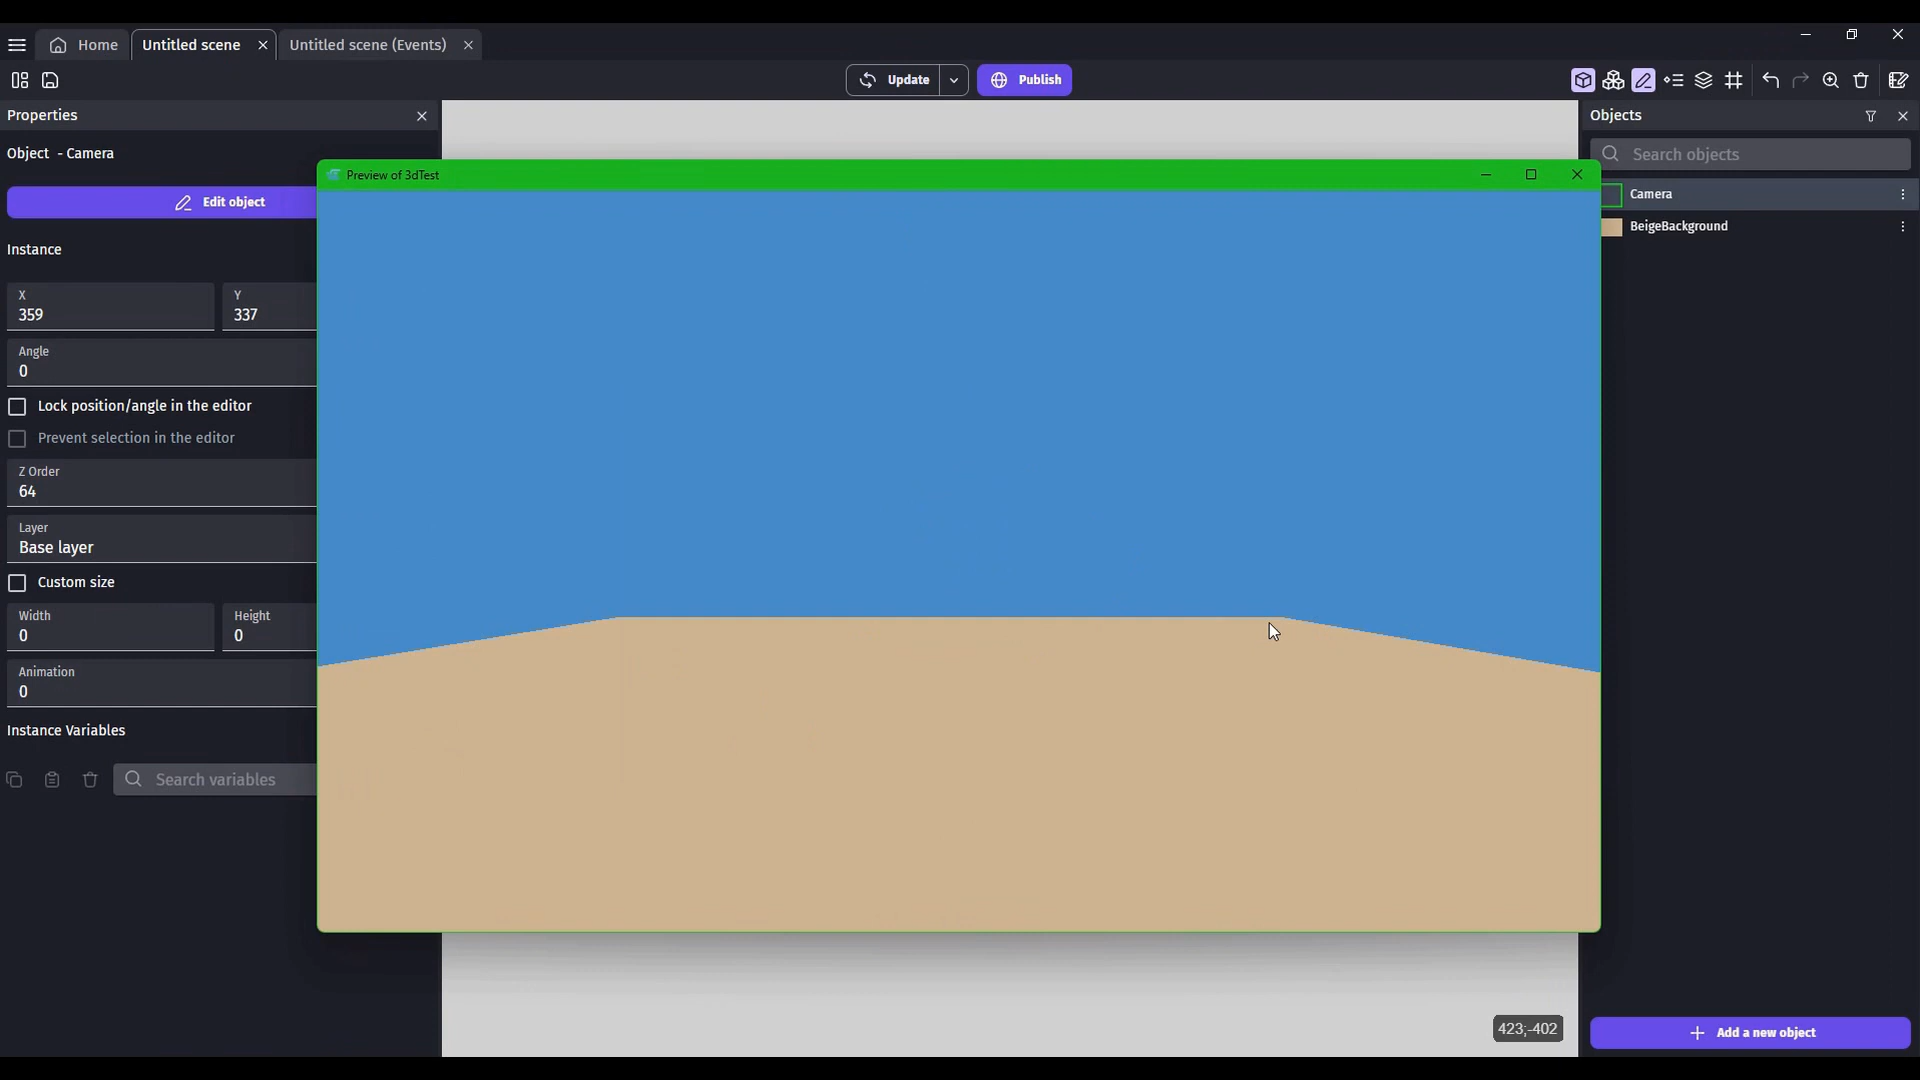 Home
Untitled scene
Untitled scene (Events)
Update
Publish
Properties
Objects
Object - Camera
Search objects
Preview of 3dTest
Edit object
Camera
BeigeBackground
Instance
X
359
Y
337
Angle
0
Lock position/angle in the editor
Prevent selection in the editor
Z Order
64
Layer
Base layer
Custom size
Width
0
Height
0
Animation
0
Instance Variables
Search variables
423;-402
Add a new object